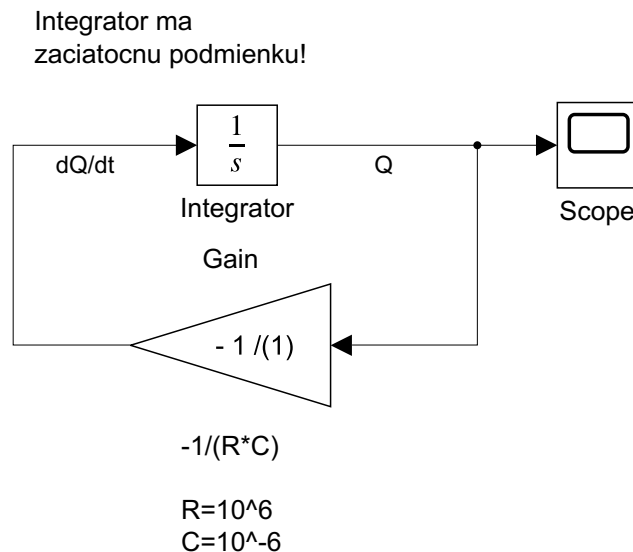 Integrator ma
zaciatocnu podmienku!
1
s
dQ/dt
Q
Integrator
Scope
Gain
- 1 /(1)
-1/(R*C)
R=10^6
C=10^-6